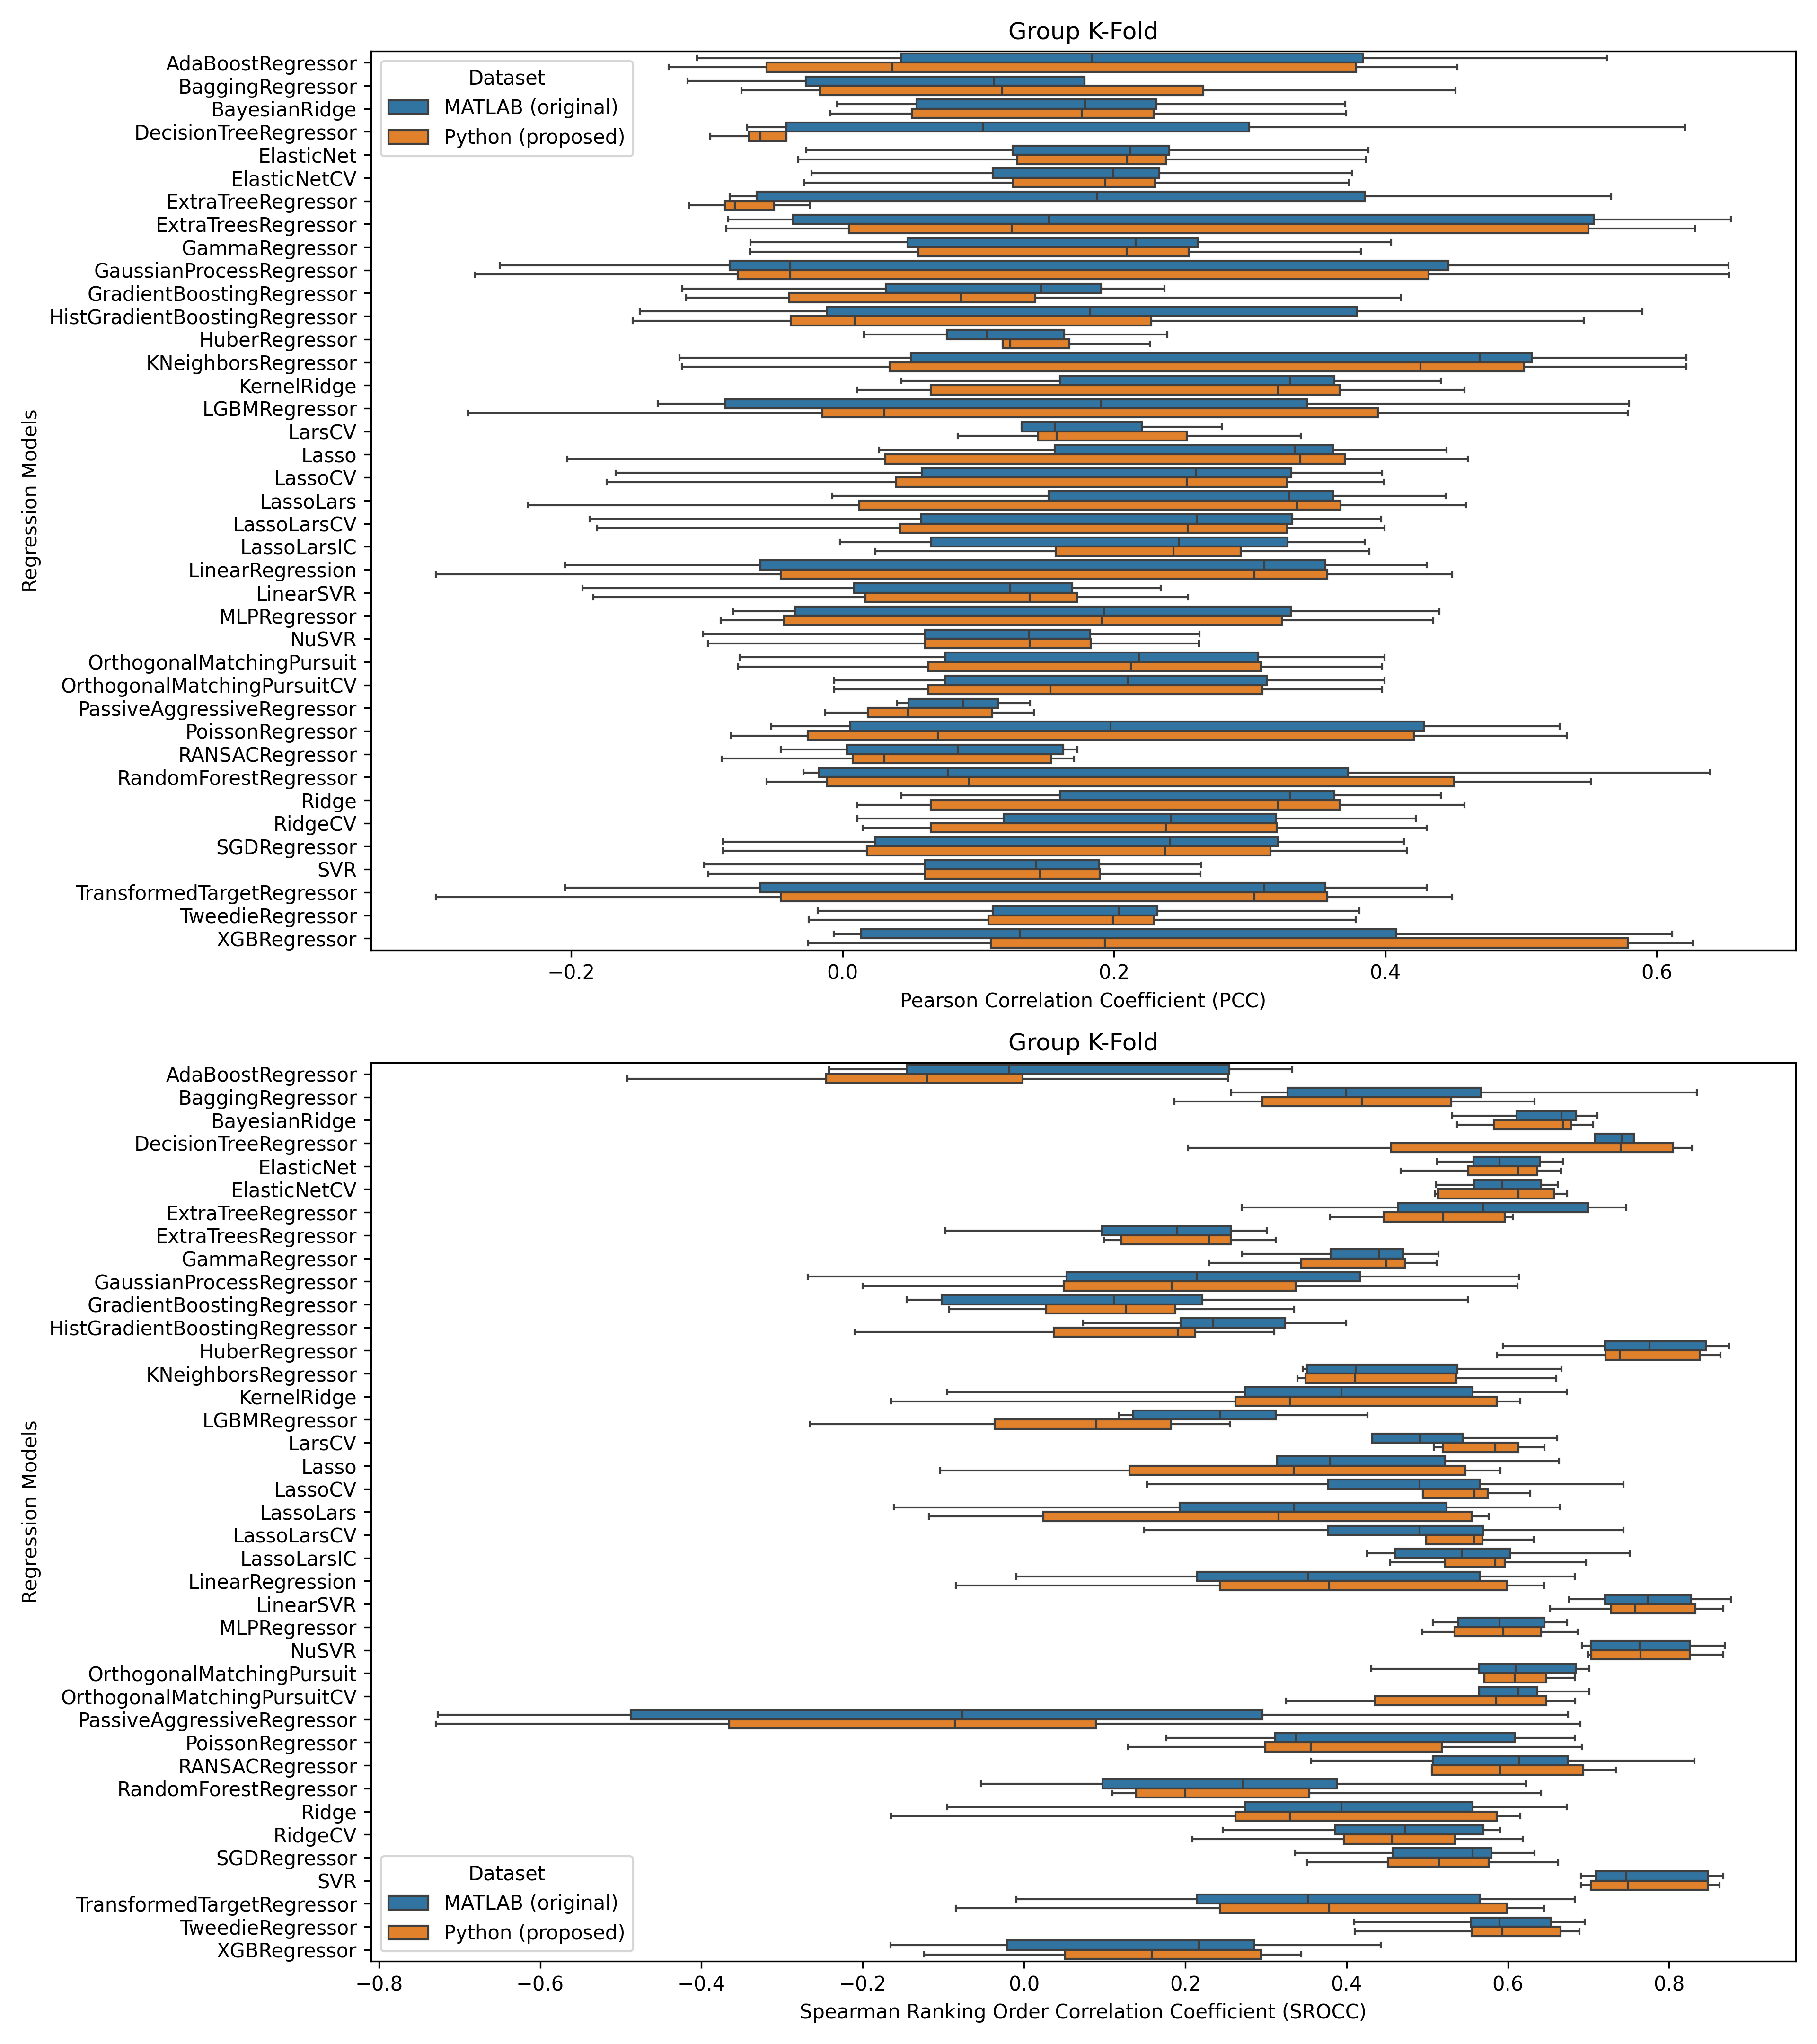 Group K-Fold
AdaBoostRegressor
BaggingRegressor
BayesianRidge
DecisionTreeRegressor
ElasticNet
ElasticNetCV
ExtraTreeRegressor
ExtraTreesRegressor
GammaRegressor
GaussianProcessRegressor
GradientBoostingRegressor
HistGradientBoostingRegressor
HuberRegressor
KNeighborsRegressor
KernelRidge
LGBMRegressor
LarsCV
Lasso
LassoCV
LassoLars
LassoLarsCV
LassoLarsIC
LinearRegression
LinearSVR
MLPRegressor
NuSVR
OrthogonalMatchingPursuit
OrthogonalMatchingPursuitCV
PassiveAggressiveRegressor
PoissonRegressor
RANSACRegressor
RandomForestRegressor
Ridge
RidgeCV
SGDRegressor
SVR
TransformedTargetRegressor
TweedieRegressor
XGBRegressor
Regression Models
Dataset
MATLAB (original)
Python (proposed)
−0.2 0.0 0.2 0.4 0.6
Pearson Correlation Coefficient (PCC)
Group K-Fold
AdaBoostRegressor
BaggingRegressor
BayesianRidge
DecisionTreeRegressor
ElasticNet
ElasticNetCV
ExtraTreeRegressor
ExtraTreesRegressor
GammaRegressor
GaussianProcessRegressor
GradientBoostingRegressor
HistGradientBoostingRegressor
HuberRegressor
KNeighborsRegressor
KernelRidge
LGBMRegressor
LarsCV
Lasso
LassoCV
LassoLars
LassoLarsCV
LassoLarsIC
LinearRegression
LinearSVR
MLPRegressor
NuSVR
OrthogonalMatchingPursuit
OrthogonalMatchingPursuitCV
PassiveAggressiveRegressor
PoissonRegressor
RANSACRegressor
RandomForestRegressor
Ridge
RidgeCV
SGDRegressor
SVR
TransformedTargetRegressor
TweedieRegressor
XGBRegressor
Regression Models
Dataset
MATLAB (original)
Python (proposed)
−0.8 −0.6 −0.4 −0.2 0.0 0.2 0.4 0.6 0.8
Spearman Ranking Order Correlation Coefficient (SROCC)